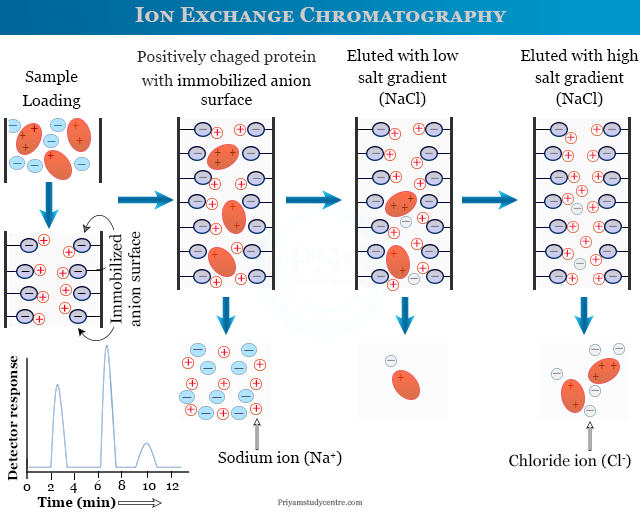 Ion Exchange Chromatography
Sample
Loading
Positively chaged protein
with immobilized anion
surface
Eluted with low
salt gradient
(NaCl)
Eluted with high
salt gradient
(NaCl)
Immobilized
anion surface
Detector response
0 2 4 6 8 10 12
Time (min)
Sodium ion (Na⁺)
Chloride ion (Cl⁻)
Priyamstudycentre.com